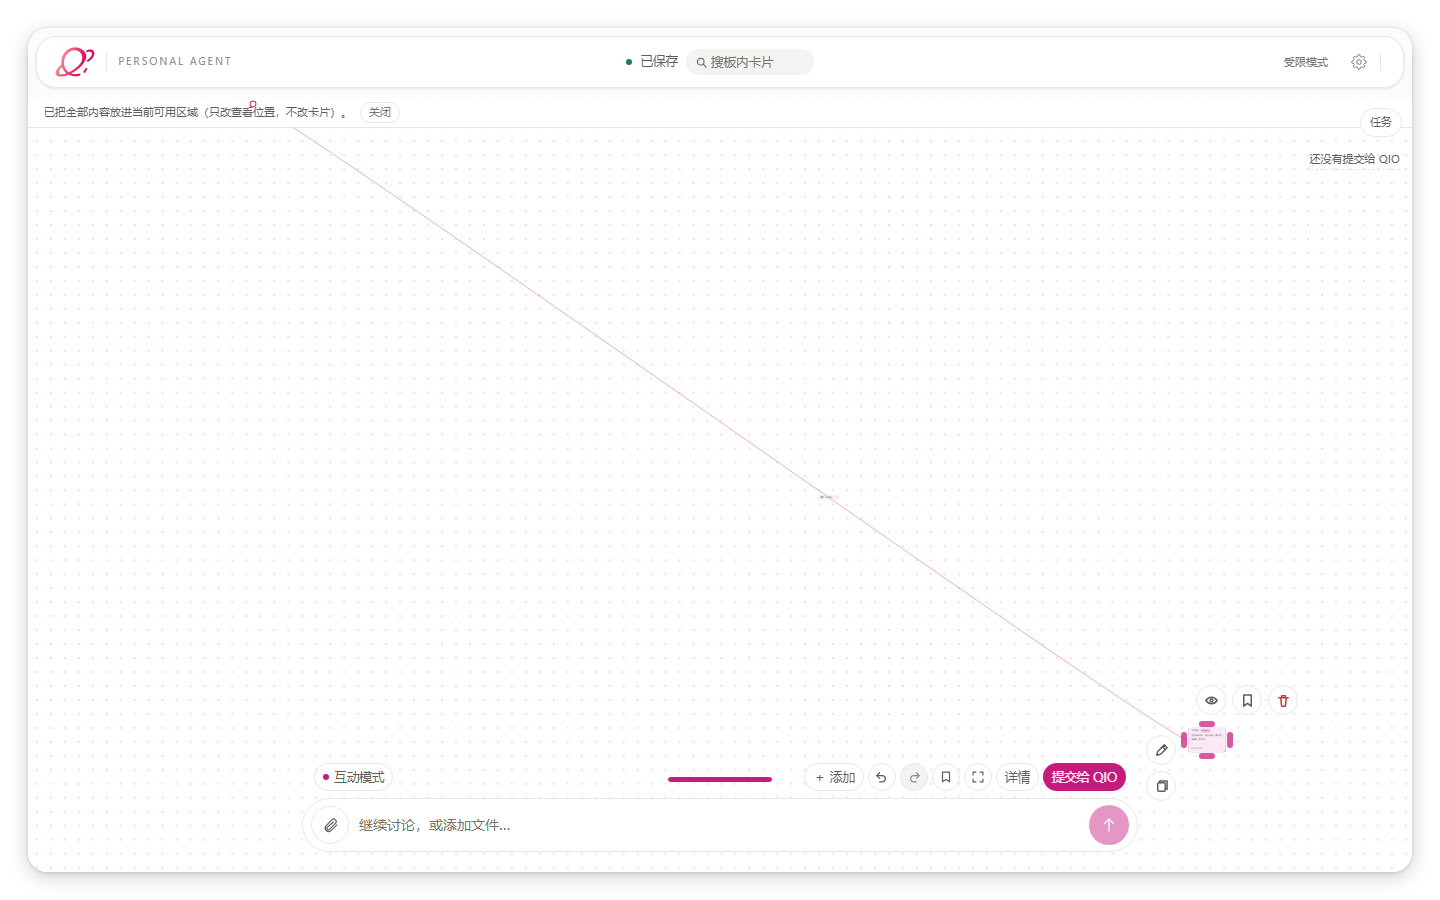 PERSONAL AGENT
已保存
搜板内卡片
受限模式
已把全部内容放进当前可用区域（只改查看位置，不改卡片）。
关闭
任务
还没有提交给 QIO
互动模式
+ 添加
详情
提交给 QIO
继续讨论，或添加文件...